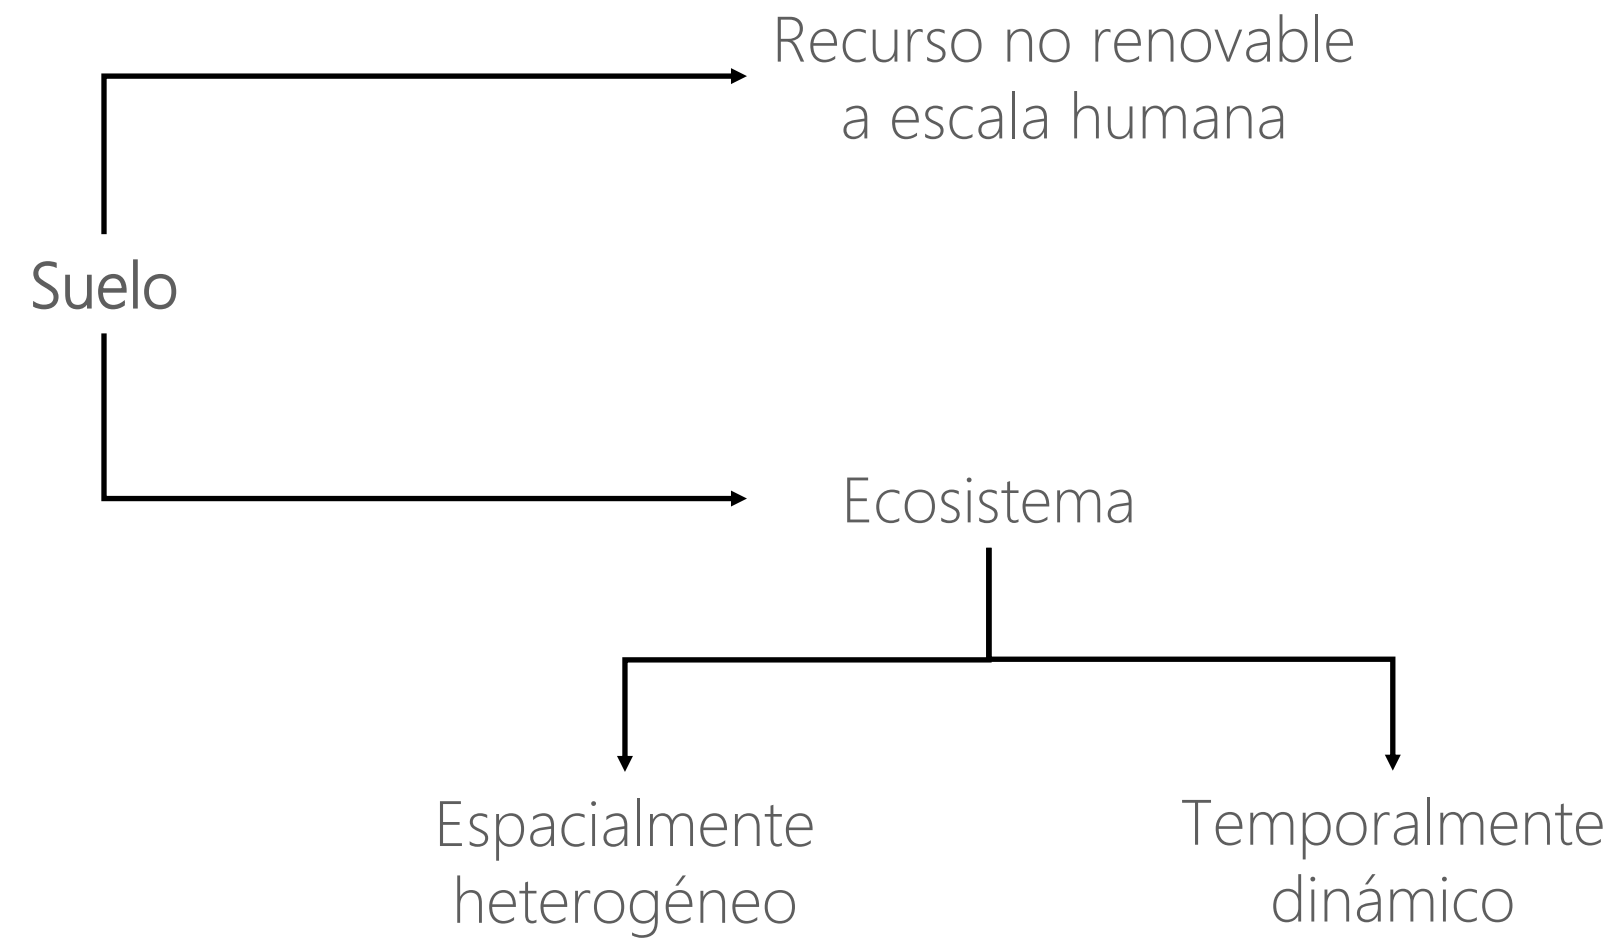 Recurso no renovable
a escala humana
Suelo
Ecosistema
Espacialmente
heterogéneo
Temporalmente
dinámico